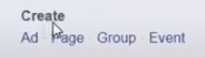 Create
Ad · Page · Group · Event